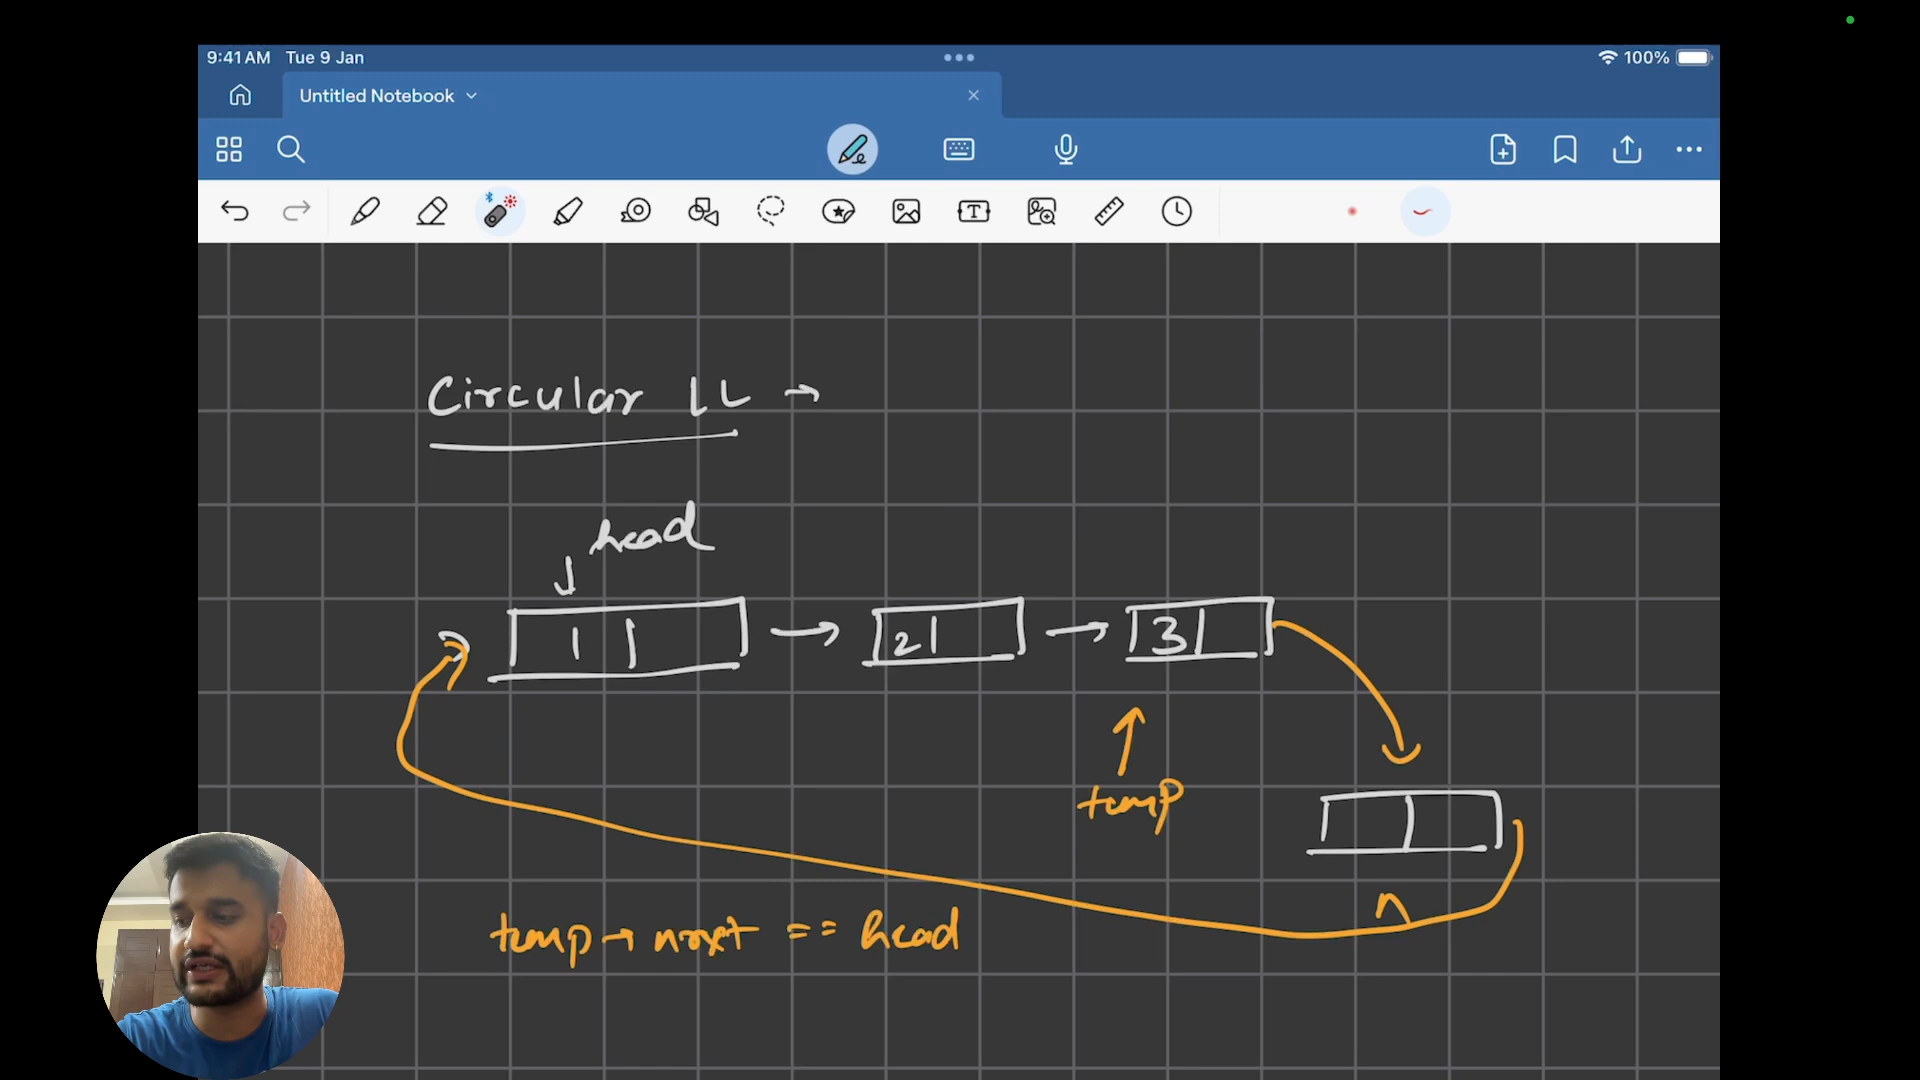 9:41 AM Tue 9 Jan
100%
Untitled Notebook
Circular LL →
head
1
2
3
temp
n
temp → next == head